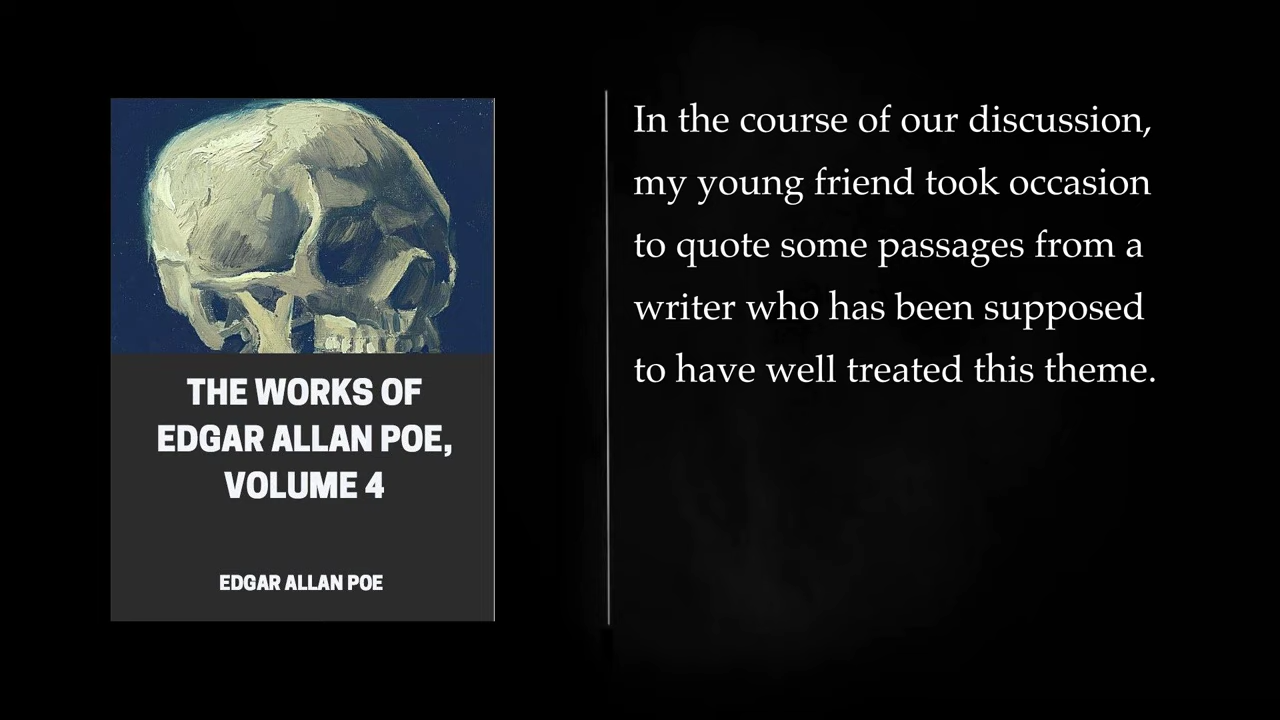 THE WORKS OF
EDGAR ALLAN POE,
VOLUME 4
EDGAR ALLAN POE
In the course of our discussion,
my young friend took occasion
to quote some passages from a
writer who has been supposed
to have well treated this theme.